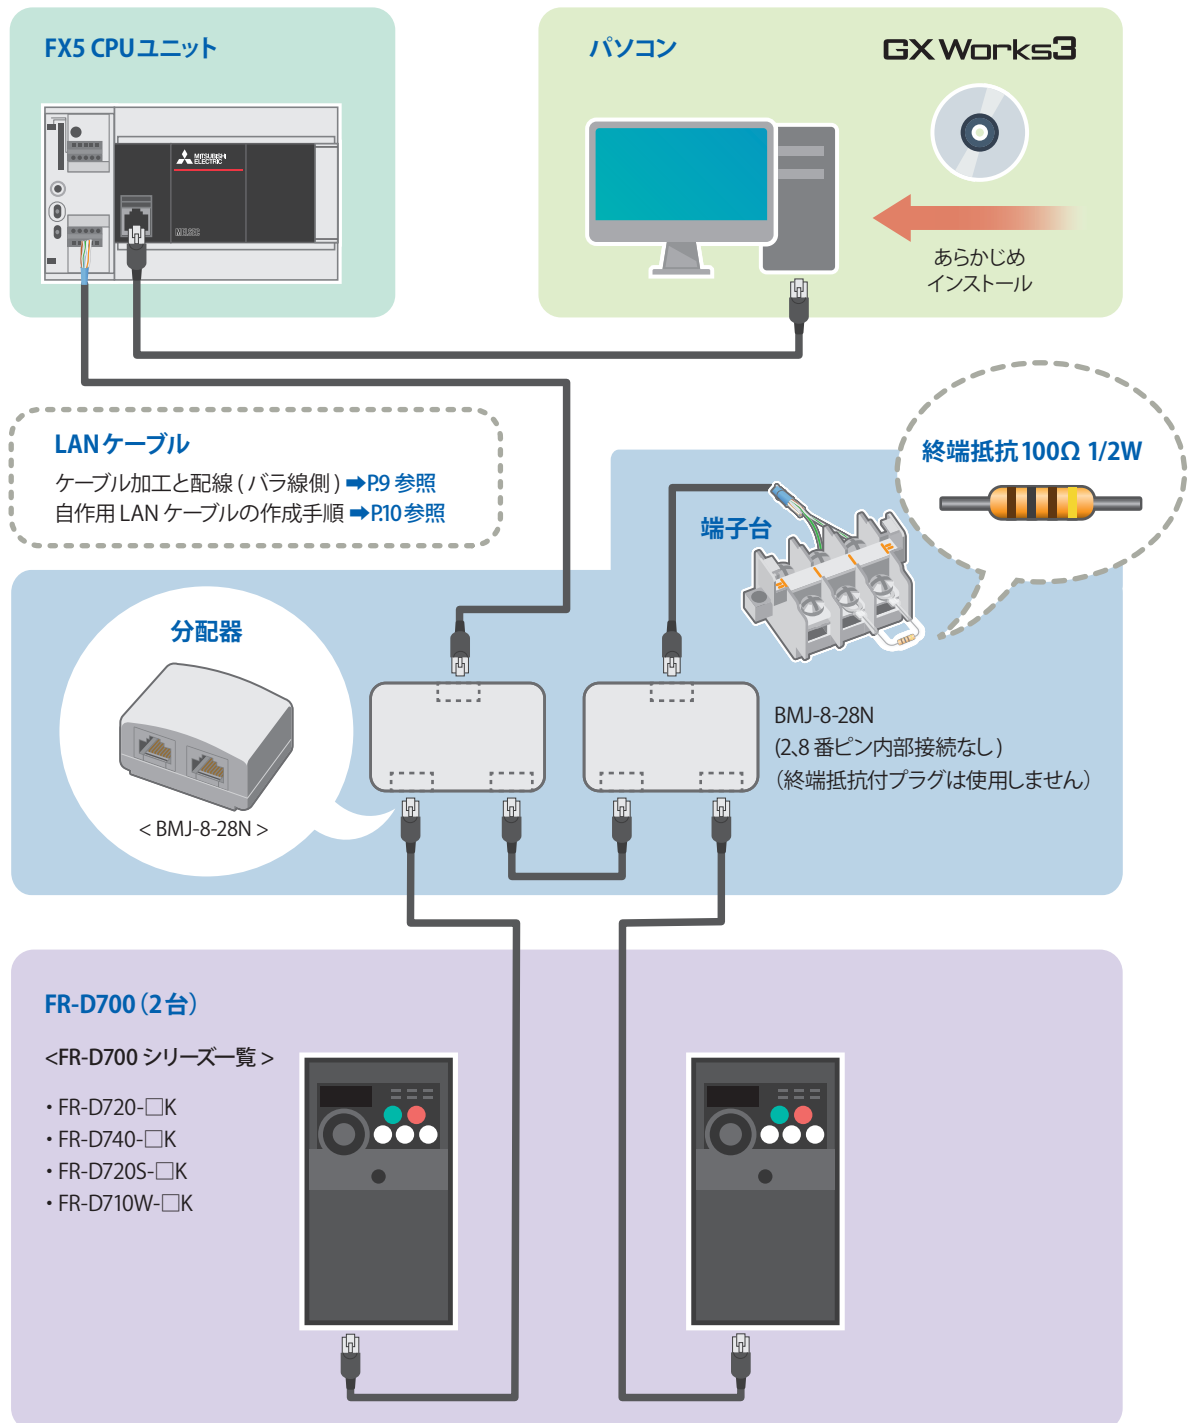 FX5 CPUユニット
パソコン
GX Works3
MITSUBISHI
ELECTRIC
MELSEC
あらかじめ
インストール
LANケーブル
ケーブル加工と配線 ( バラ線側 ) ➡P.9 参照
自作用 LAN ケーブルの作成手順 ➡P.10 参照
終端抵抗 100Ω 1/2W
端子台
分配器
< BMJ-8-28N >
BMJ-8-28N
(2、8 番ピン内部接続なし )
（終端抵抗付プラグは使用しません）
FR-D700（2台）
<FR-D700 シリーズ一覧 >
・FR-D720-□K
・FR-D740-□K
・FR-D720S-□K
・FR-D710W-□K